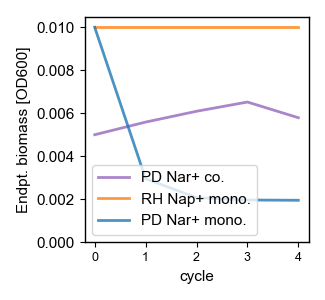 Endpt. biomass [OD600]
0.010
0.008
0.006
0.004
0.002
0.000
PD Nar+ co.
RH Nap+ mono.
PD Nar+ mono.
0 1 2 3 4
cycle